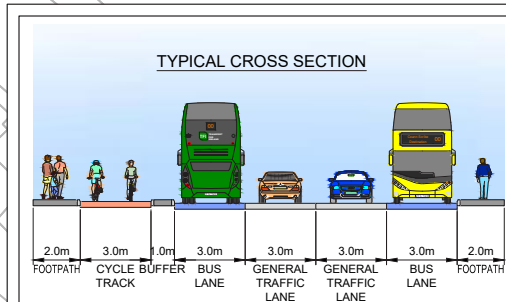 TYPICAL CROSS SECTION
2.0m 3.0m 1.0m 3.0m 3.0m 3.0m 3.0m 2.0m
FOOTPATH CYCLE BUFFER BUS GENERAL GENERAL BUS FOOTPATH
TRACK LANE TRAFFIC TRAFFIC LANE
LANE LANE